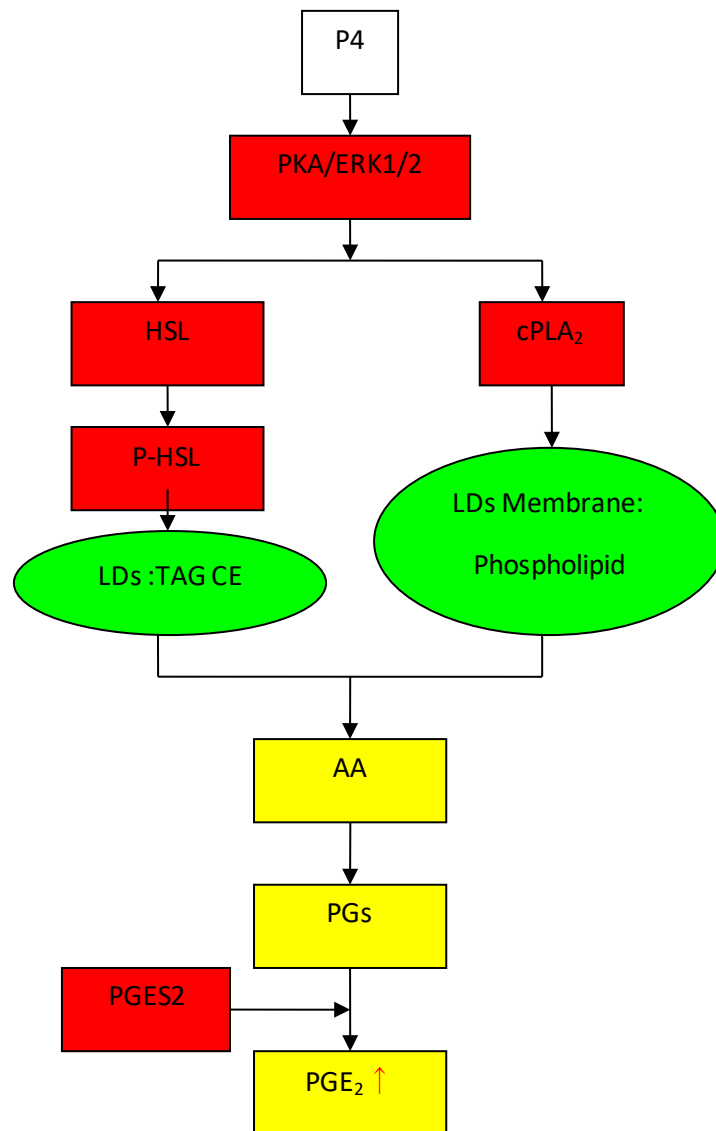 P4
PKA/ERK1/2
HSL
cPLA₂
P-HSL
LDs Membrane:
Phospholipid
LDs :TAG CE
AA
PGs
PGES2
PGE₂ ↑